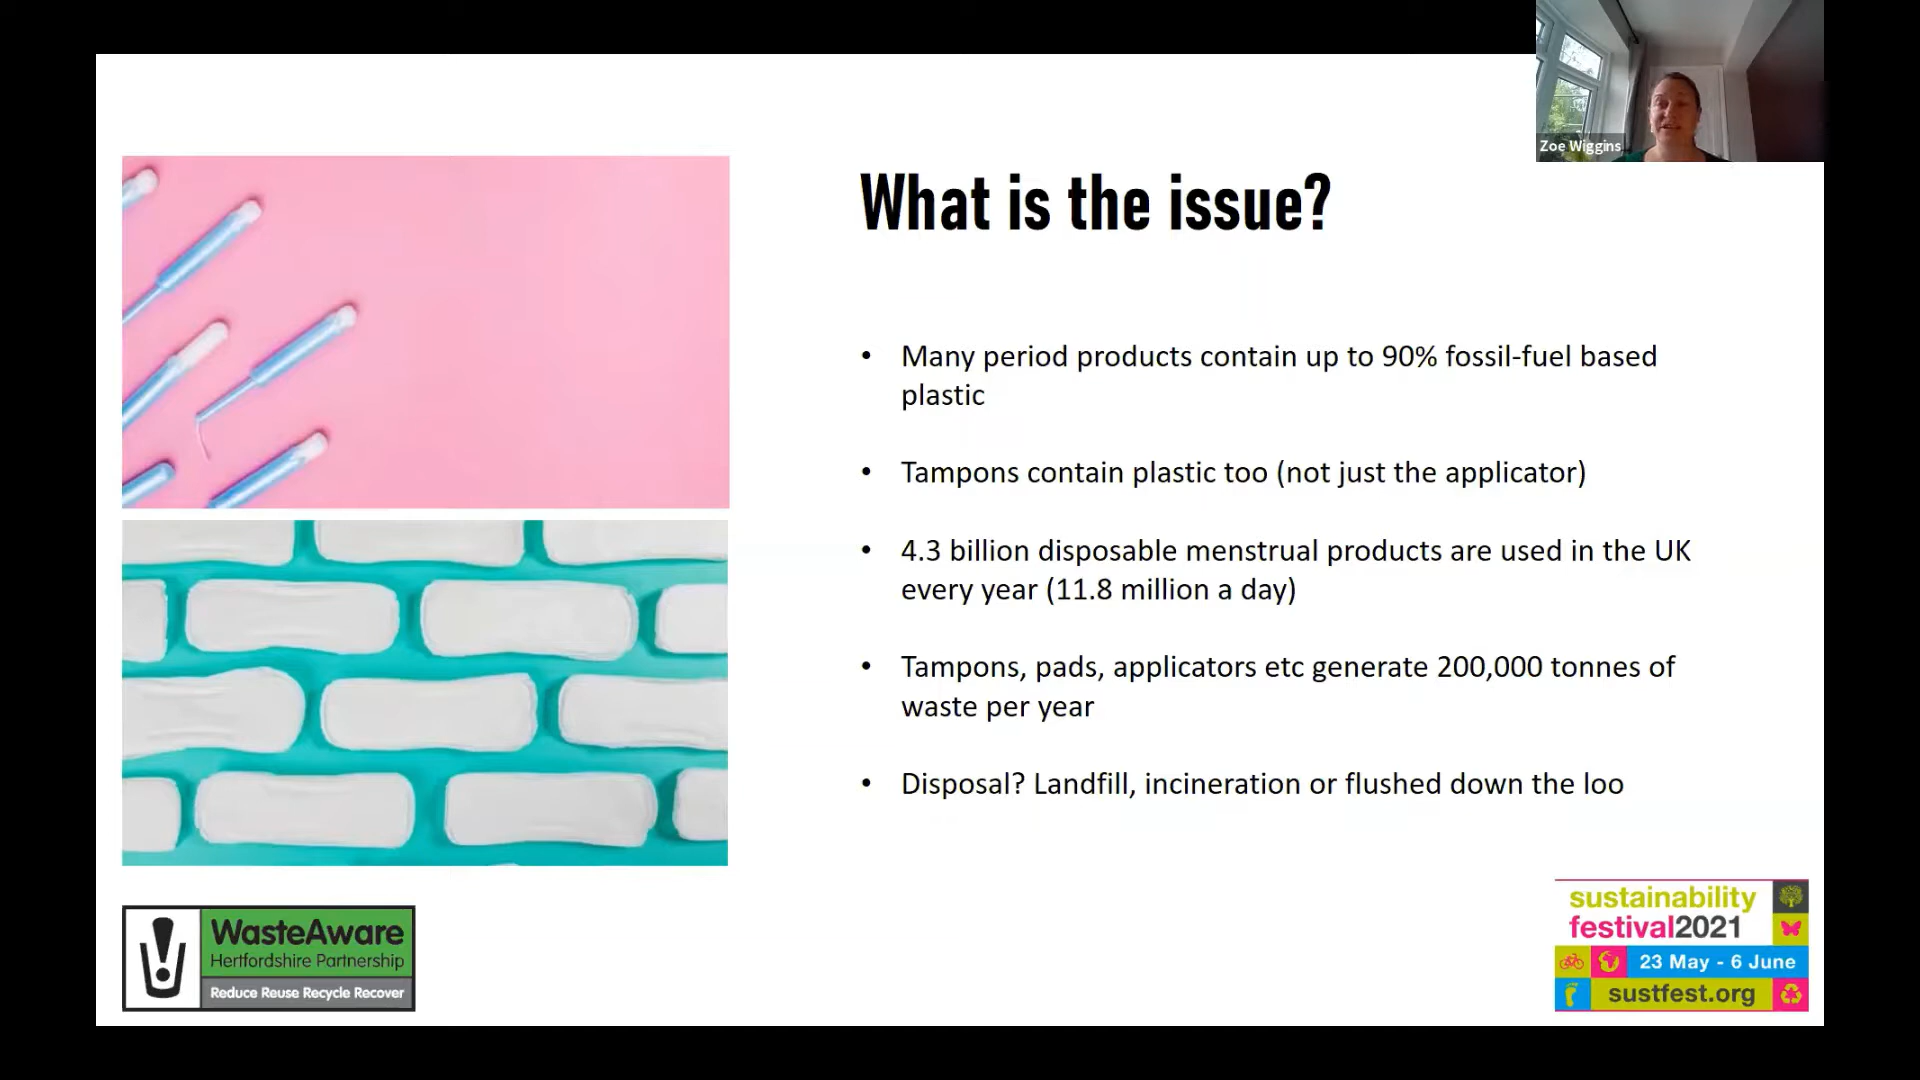 Zoe Wiggins
What is the issue?
• Many period products contain up to 90% fossil-fuel based
plastic
• Tampons contain plastic too (not just the applicator)
• 4.3 billion disposable menstrual products are used in the UK
every year (11.8 million a day)
• Tampons, pads, applicators etc generate 200,000 tonnes of
waste per year
• Disposal? Landfill, incineration or flushed down the loo
WasteAware
Hertfordshire Partnership
Reduce Reuse Recycle Recover
sustainability
festival2021
23 May - 6 June
sustfest.org